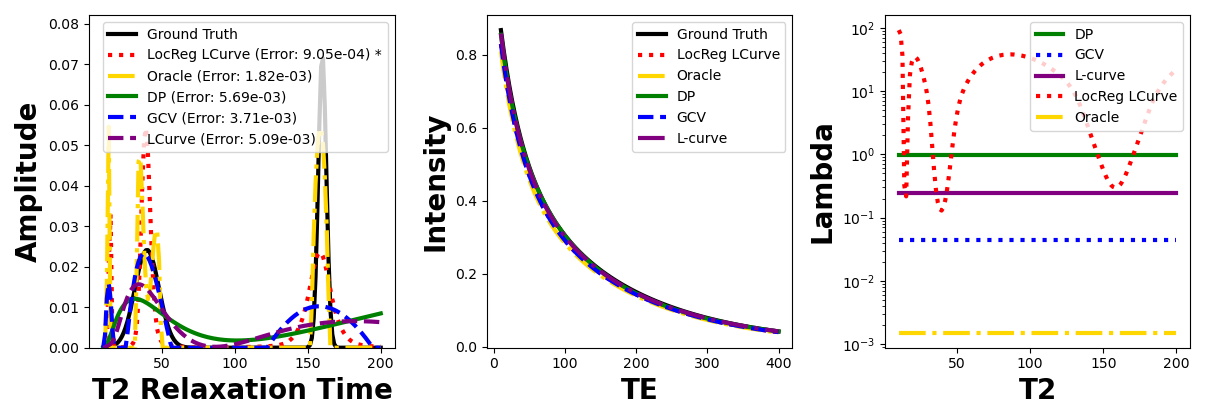 0.08
0.07
0.06
0.05
0.04
0.03
0.02
0.01
0.00
Amplitude
Ground Truth
LocReg LCurve (Error: 9.05e-04) *
Oracle (Error: 1.82e-03)
DP (Error: 5.69e-03)
GCV (Error: 3.71e-03)
LCurve (Error: 5.09e-03)
50 100 150 200
T2 Relaxation Time
0.8
0.6
0.4
0.2
0.0
Intensity
Ground Truth
LocReg LCurve
Oracle
DP
GCV
L-curve
0 100 200 300 400
TE
10²
10¹
10⁰
10⁻¹
10⁻²
10⁻³
Lambda
DP
GCV
L-curve
LocReg LCurve
Oracle
50 100 150 200
T2